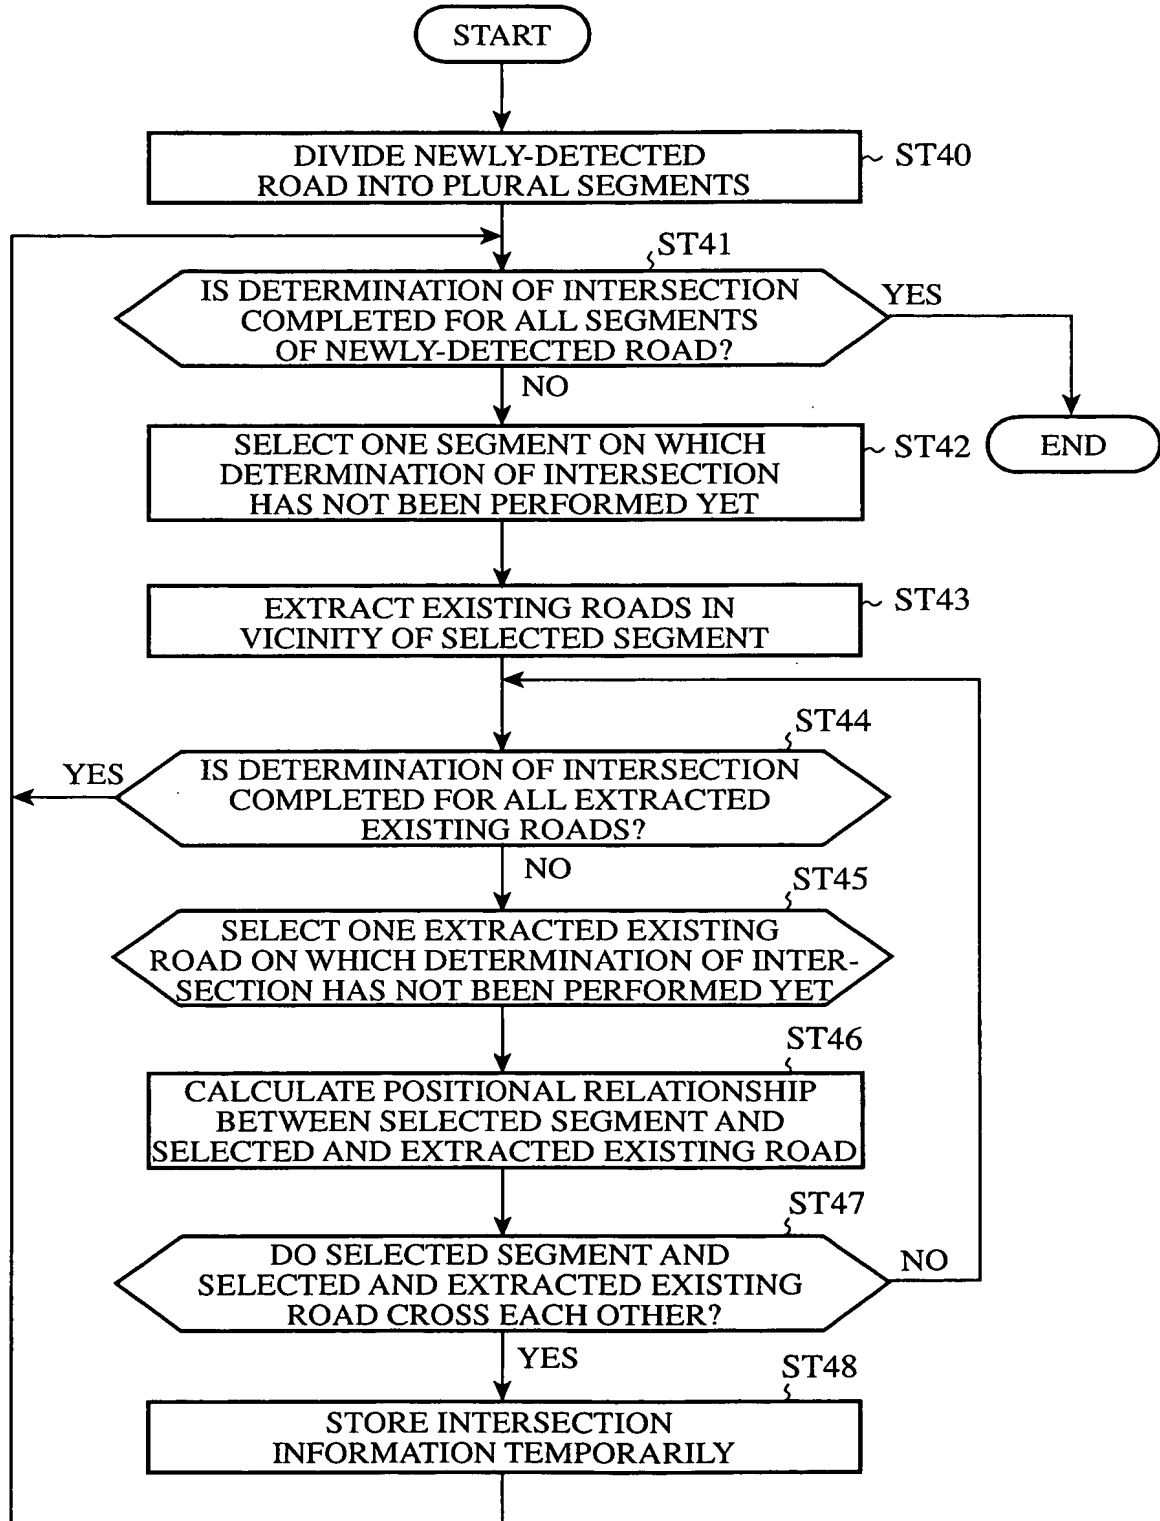 START
DIVIDE NEWLY-DETECTED
ROAD INTO PLURAL SEGMENTS
ST40
ST41
IS DETERMINATION OF INTERSECTION
COMPLETED FOR ALL SEGMENTS
OF NEWLY-DETECTED ROAD?
YES
NO
END
SELECT ONE SEGMENT ON WHICH
DETERMINATION OF INTERSECTION
HAS NOT BEEN PERFORMED YET
ST42
EXTRACT EXISTING ROADS IN
VICINITY OF SELECTED SEGMENT
ST43
ST44
YES
IS DETERMINATION OF INTERSECTION
COMPLETED FOR ALL EXTRACTED
EXISTING ROADS?
NO
ST45
SELECT ONE EXTRACTED EXISTING
ROAD ON WHICH DETERMINATION OF INTER-
SECTION HAS NOT BEEN PERFORMED YET
ST46
CALCULATE POSITIONAL RELATIONSHIP
BETWEEN SELECTED SEGMENT AND
SELECTED AND EXTRACTED EXISTING ROAD
ST47
DO SELECTED SEGMENT AND
SELECTED AND EXTRACTED EXISTING
ROAD CROSS EACH OTHER?
NO
YES
ST48
STORE INTERSECTION
INFORMATION TEMPORARILY